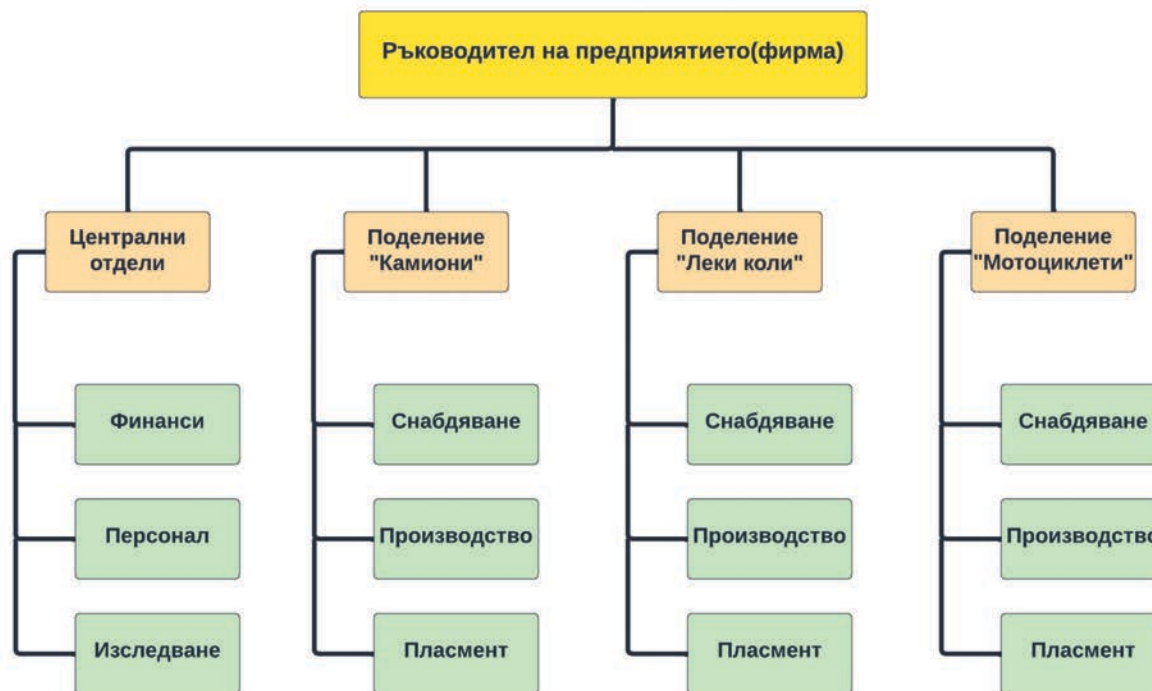 Ръководител на предприятието(фирма)
Централни
отдели
Поделение
"Камиони"
Поделение
"Леки коли"
Поделение
"Мотоциклети"
Финанси
Снабдяване
Снабдяване
Снабдяване
Персонал
Производство
Производство
Производство
Изследване
Пласмент
Пласмент
Пласмент